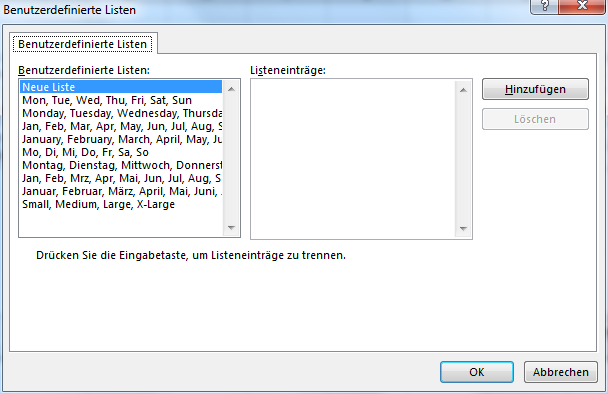 Benutzerdefinierte Listen
Benutzerdefinierte Listen
Benutzerdefinierte Listen:
Neue Liste
Mon, Tue, Wed, Thu, Fri, Sat, Sun
Monday, Tuesday, Wednesday, Thursda
Jan, Feb, Mar, Apr, May, Jun, Jul, Aug, S
January, February, March, April, May, Ju
Mo, Di, Mi, Do, Fr, Sa, So
Montag, Dienstag, Mittwoch, Donnerst
Jan, Feb, Mrz, Apr, Mai, Jun, Jul, Aug, S
Januar, Februar, März, April, Mai, Juni, J
Small, Medium, Large, X-Large
Listeneinträge:
Hinzufügen
Löschen
Drücken Sie die Eingabetaste, um Listeneinträge zu trennen.
OK
Abbrechen